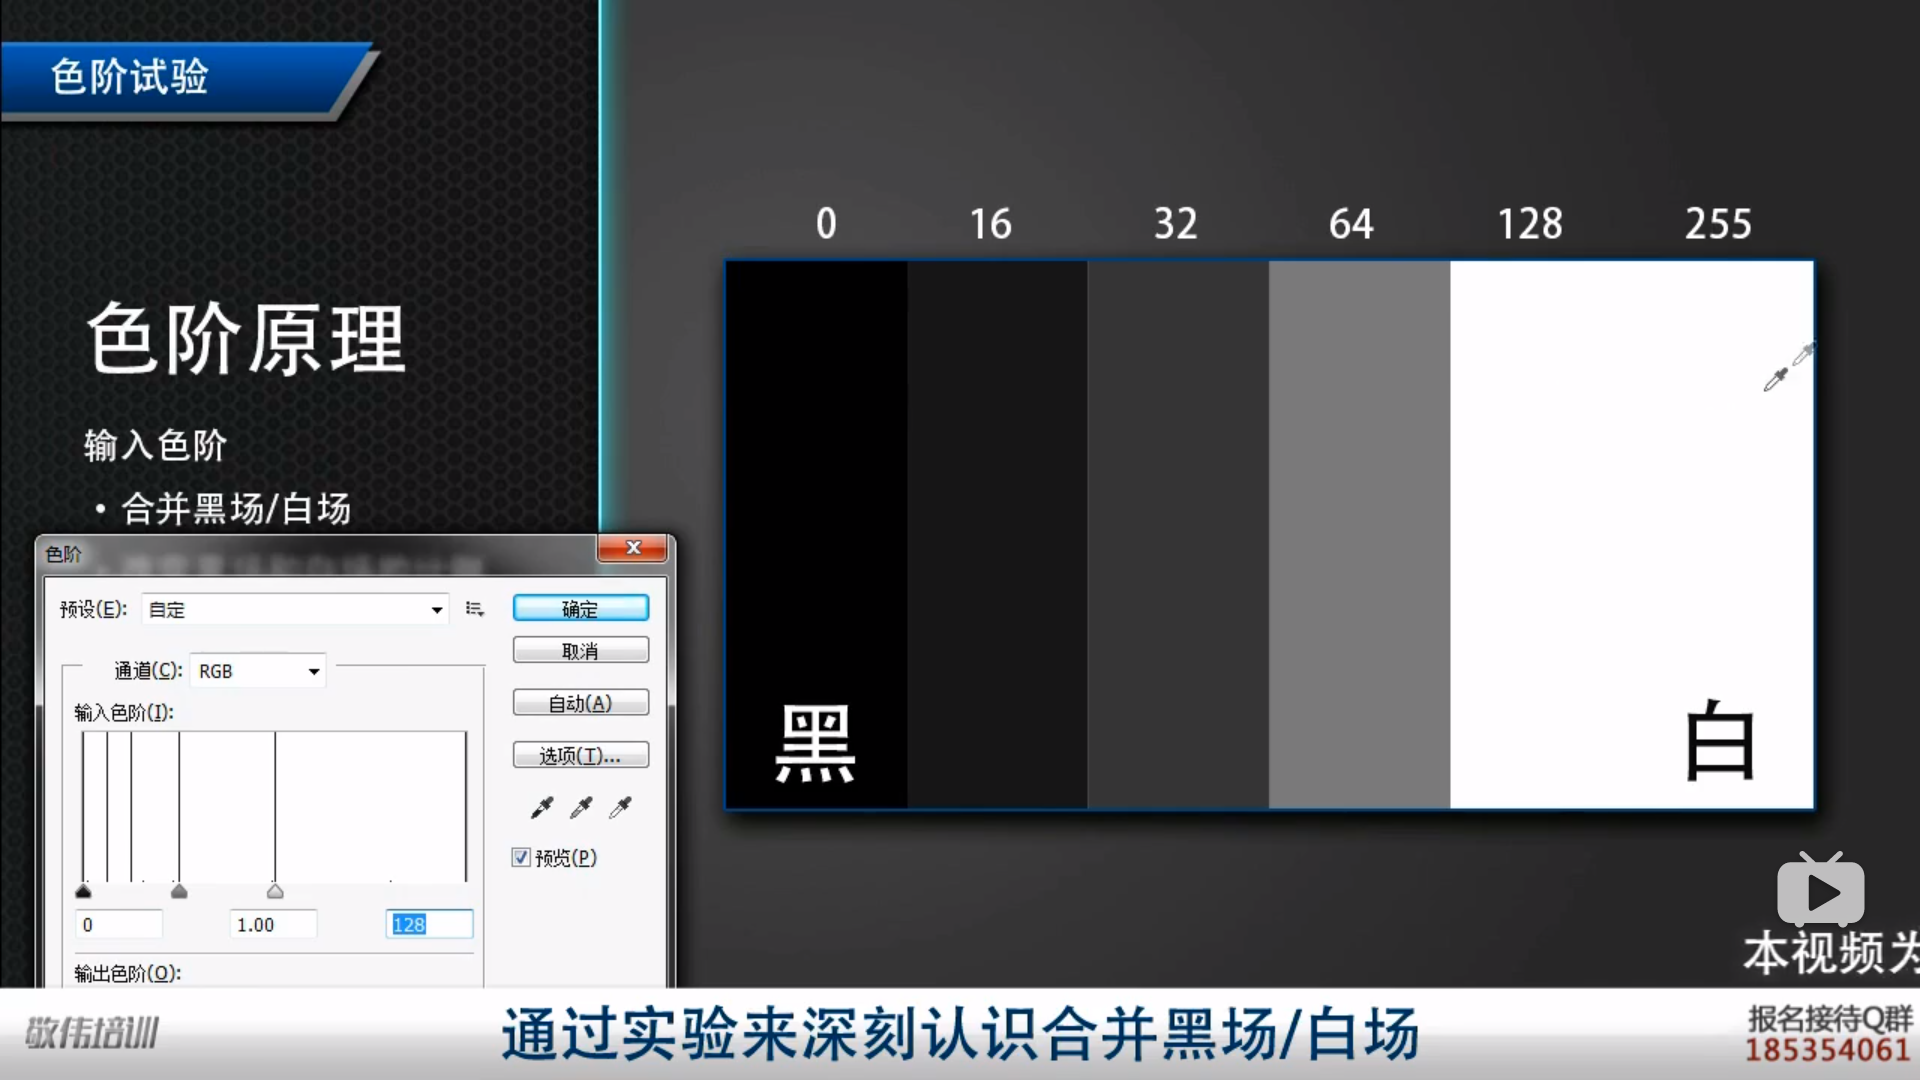 色阶试验
0 16 32 64 128 255
色阶原理
输入色阶
• 合并黑场/白场
色阶
预设(E): 自定
确定
取消
通道(C): RGB
自动(A)
输入色阶(I):
选项(T)...
预览(P)
0 1.00 128
输出色阶(O):
黑
白
本视频为
敬伟培训
通过实验来深刻认识合并黑场/白场
报名接待Q群
185354061